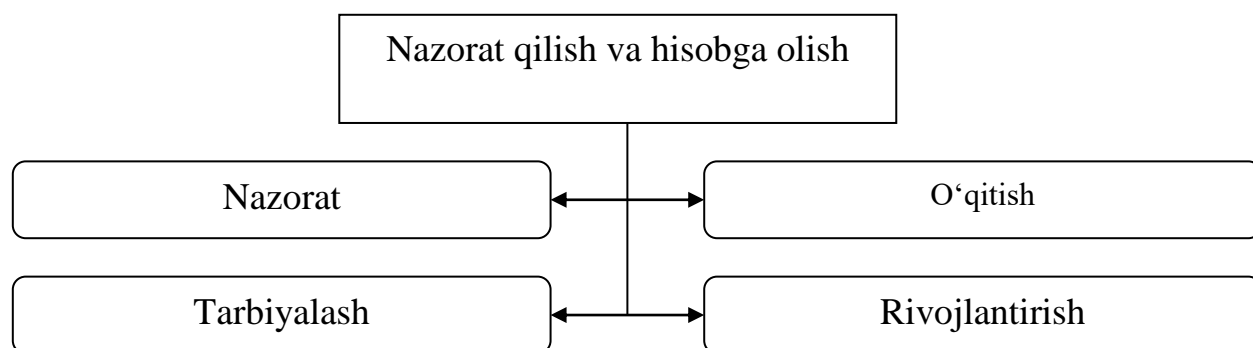 Nazorat qilish va hisobga olish
Nazorat
O‘qitish
Tarbiyalash
Rivojlantirish